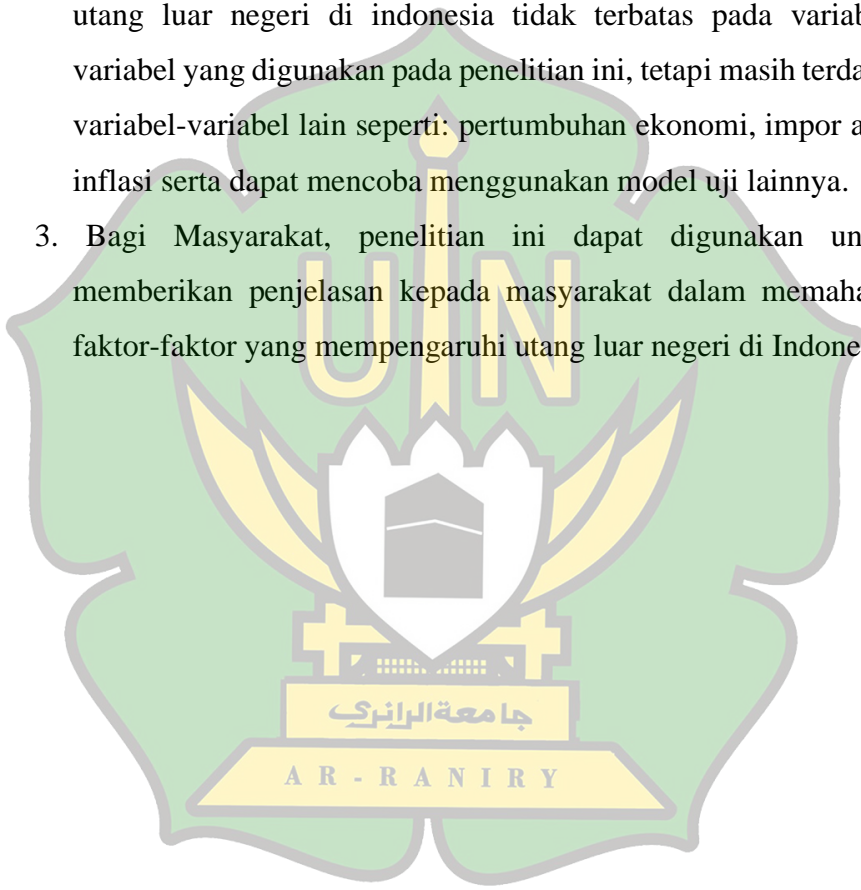 utang luar negeri di indonesia tidak terbatas pada variab
variabel yang digunakan pada penelitian ini, tetapi masih terda
variabel-variabel lain seperti: pertumbuhan ekonomi, impor a
inflasi serta dapat mencoba menggunakan model uji lainnya.
3. Bagi Masyarakat, penelitian ini dapat digunakan un
memberikan penjelasan kepada masyarakat dalam memaha
faktor-faktor yang mempengaruhi utang luar negeri di Indone
UIN
جامعةالرانري
AR-RANIRY